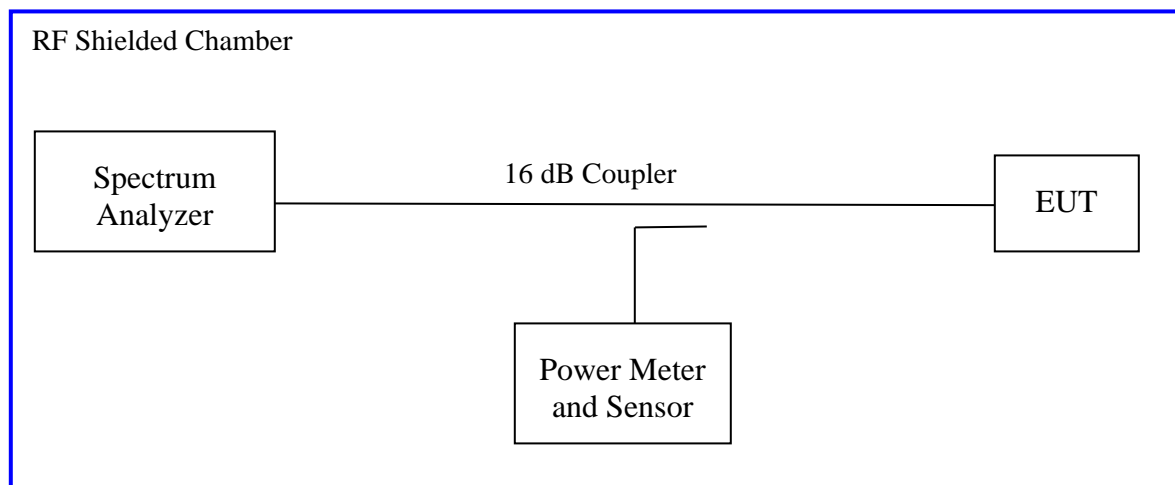 RF Shielded Chamber
Spectrum
Analyzer
16 dB Coupler
EUT
Power Meter
and Sensor